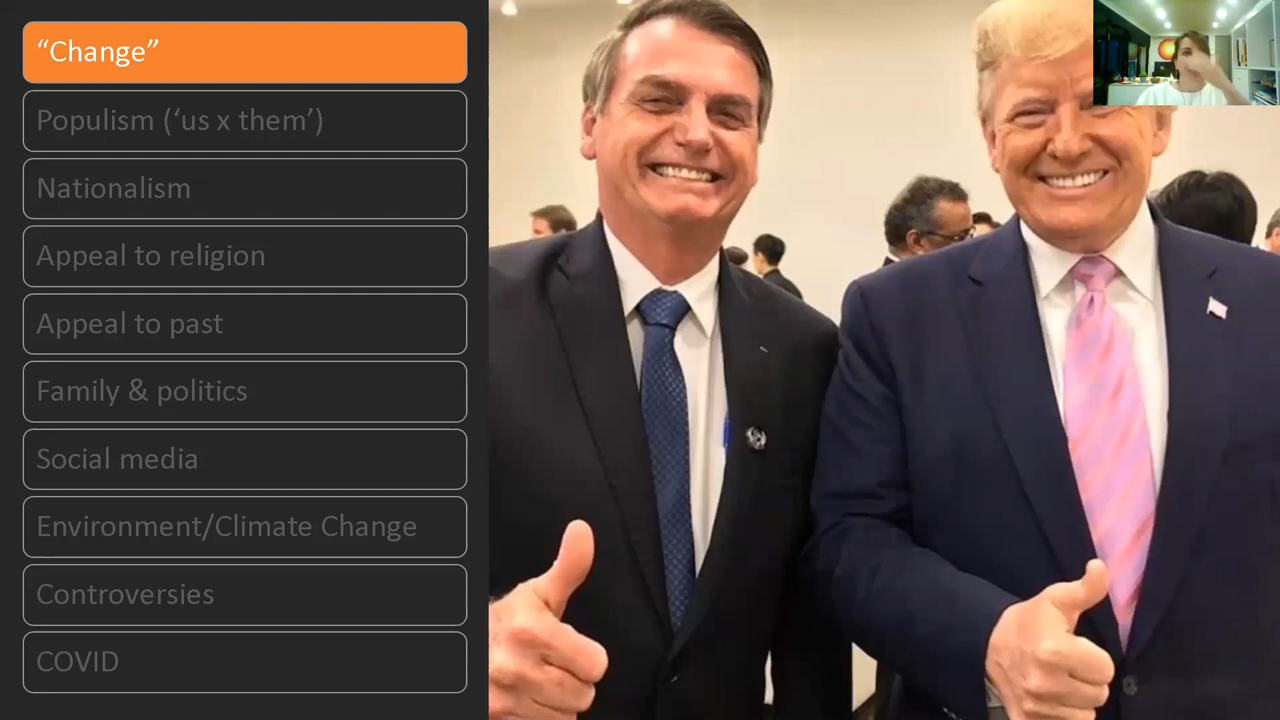 “Change”
Populism (‘us x them’)
Nationalism
Appeal to religion
Appeal to past
Family & politics
Social media
Environment/Climate Change
Controversies
COVID